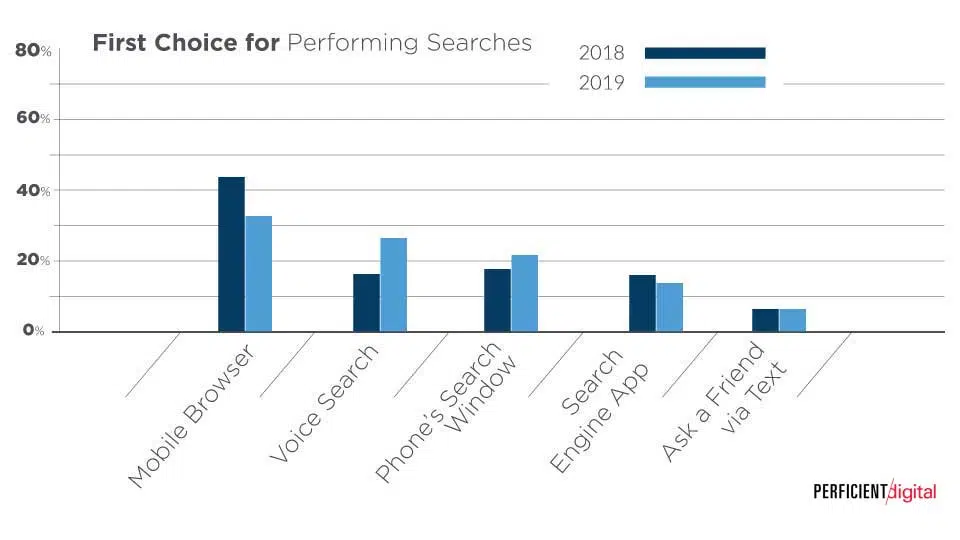 First Choice for Performing Searches
2018
2019
80%
60%
40%
20%
0%
Mobile Browser
Voice Search
Phone's Search
Window
Search
Engine App
Ask a Friend
via Text
PERFICIENT/digital